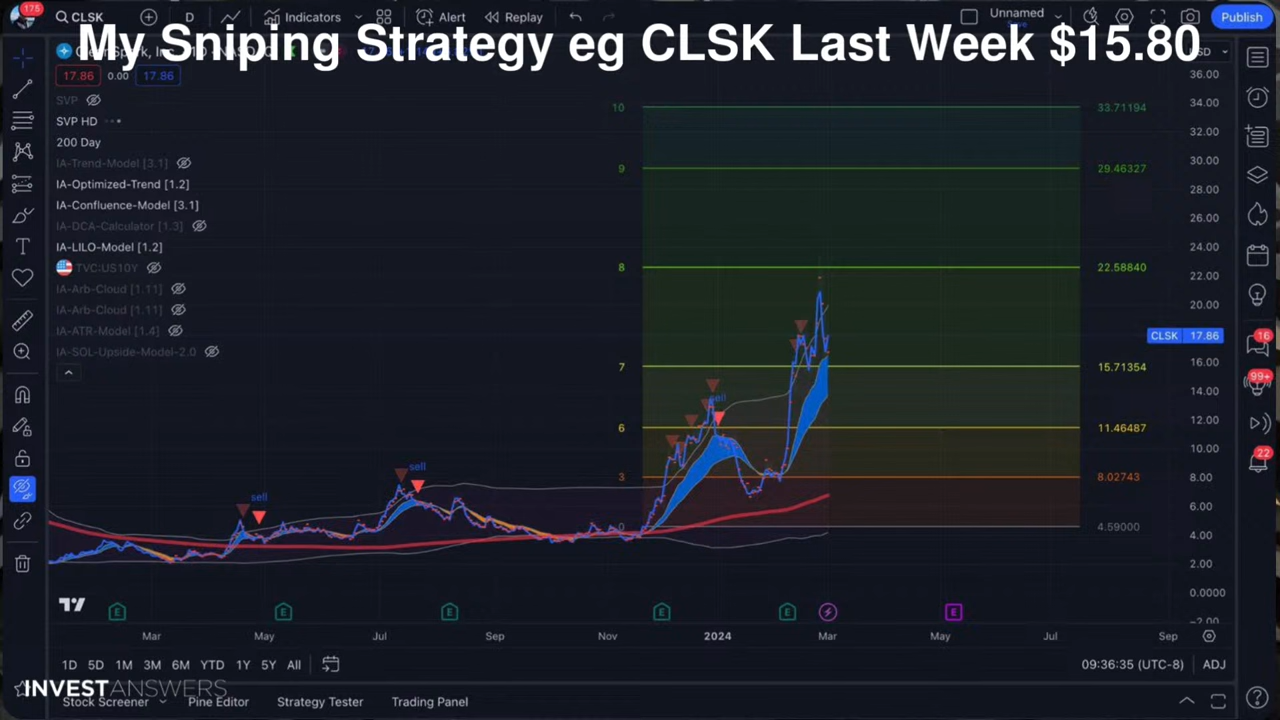 175
CLSK
D
Indicators
Alert
Replay
Unnamed
Publish
My Sniping Strategy eg CLSK Last Week $15.80
17.86 0.00 17.86
SVP
SVP HD
200 Day
IA-Trend-Model [3.1]
IA-Optimized-Trend [1.2]
IA-Confluence-Model [3.1]
IA-DCA-Calculator [1.3]
IA-LILO-Model [1.2]
TVC:US10Y
IA-Arb-Cloud [1.11]
IA-Arb-Cloud [1.11]
IA-ATR-Model [1.4]
IA-SOL-Upside-Model-2.0
10 33.71194
9 29.46327
8 22.58840
7 15.71354
6 11.46487
3 8.02743
0 4.59000
sell
sell
sell
36.00
34.00
32.00
30.00
28.00
26.00
24.00
22.00
20.00
CLSK 17.86
16.00
14.00
12.00
10.00
8.00
6.00
4.00
2.00
0.0000
−2.00
16
99+
22
E E E E E E
Mar May Jul Sep Nov 2024 Mar May Jul Sep
1D 5D 1M 3M 6M YTD 1Y 5Y All
09:36:35 (UTC-8) ADJ
INVESTANSWERS
Stock Screener Pine Editor Strategy Tester Trading Panel